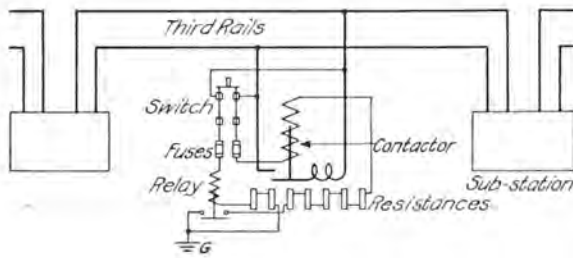 Third Rails
Switch
Fuses
Contactor
Relay
Sub-station
Resistances
G